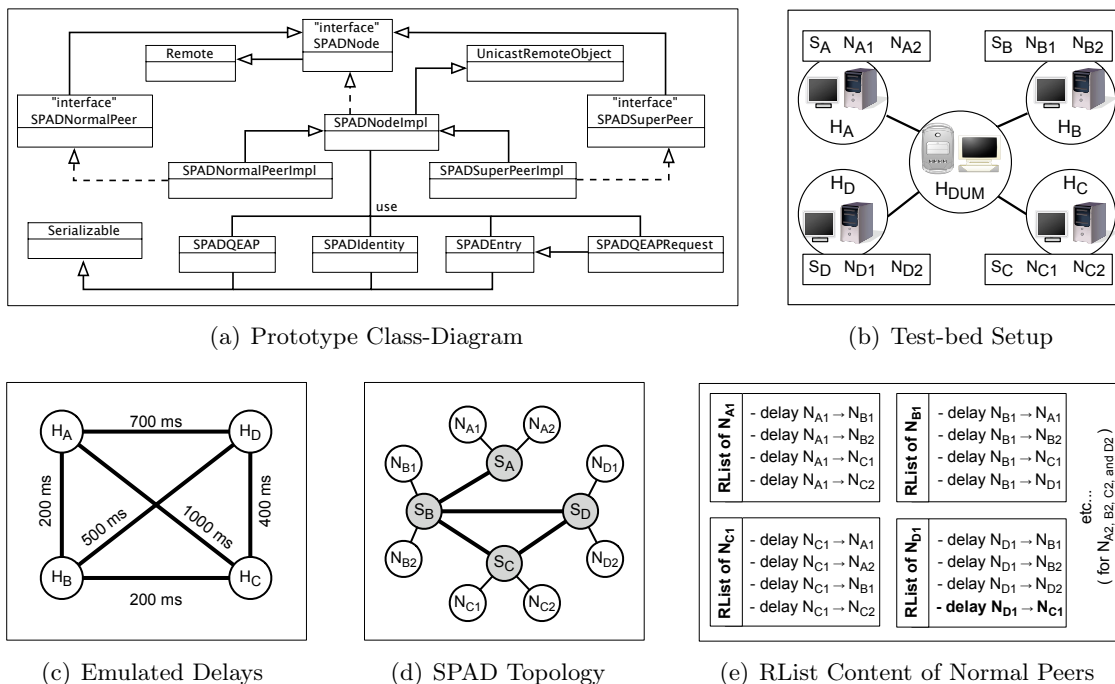 "interface"
SPADNode
Remote
UnicastRemoteObject
"interface"
SPADNormalPeer
SPADNodeImpl
"interface"
SPADSuperPeer
SPADNormalPeerImpl
SPADSuperPeerImpl
use
Serializable
SPADQEAP
SPADIdentity
SPADEntry
SPADQEAPRequest
(a) Prototype Class-Diagram
SA NA1 NA2
SB NB1 NB2
HA
HB
HDUM
HD
HC
SD ND1 ND2
SC NC1 NC2
(b) Test-bed Setup
HA
700 ms
HD
200 ms
500 ms
1000 ms
400 ms
HB
200 ms
HC
(c) Emulated Delays
NA1
NA2
NB1
SA
ND1
SB
SD
NB2
SC
ND2
NC1
NC2
(d) SPAD Topology
RList of NA1
- delay NA1→NB1
- delay NA1→NB2
- delay NA1→NC1
- delay NA1→NC2
RList of NB1
- delay NB1→NA1
- delay NB1→NB2
- delay NB1→NC1
- delay NB1→ND1
RList of NC1
- delay NC1→NA1
- delay NC1→NA2
- delay NC1→NB1
- delay NC1→NC2
RList of ND1
- delay ND1→NB1
- delay ND1→NB2
- delay ND1→ND2
- delay ND1→NC1
etc...
( for NA2, B2, C2, and D2 )
(e) RList Content of Normal Peers